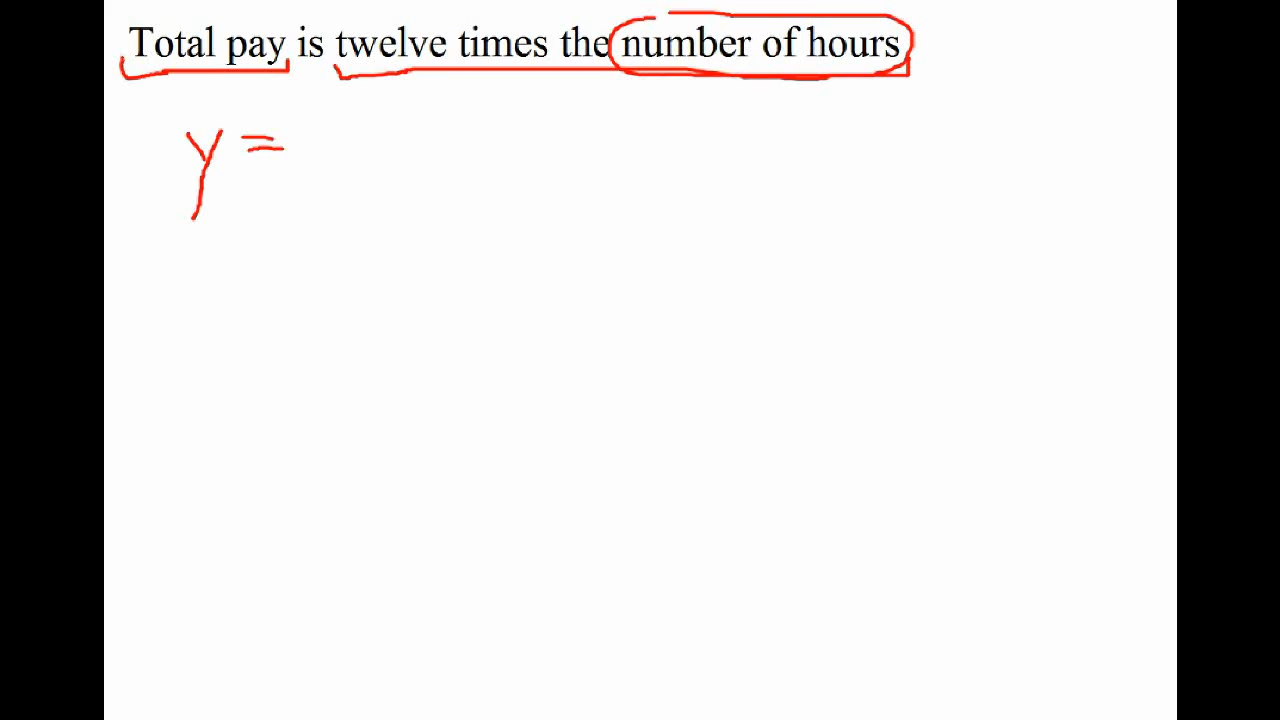 Total pay is twelve times the number of hours
y =